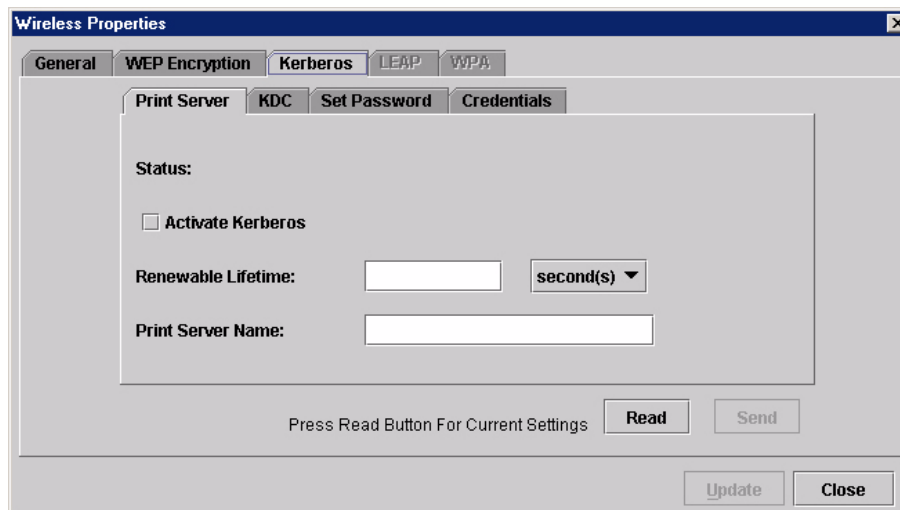 Wireless Properties
General WEP Encryption Kerberos LEAP WPA
Print Server KDC Set Password Credentials
Status:
Activate Kerberos
Renewable Lifetime: second(s)
Print Server Name:
Press Read Button For Current Settings Read Send
Update Close